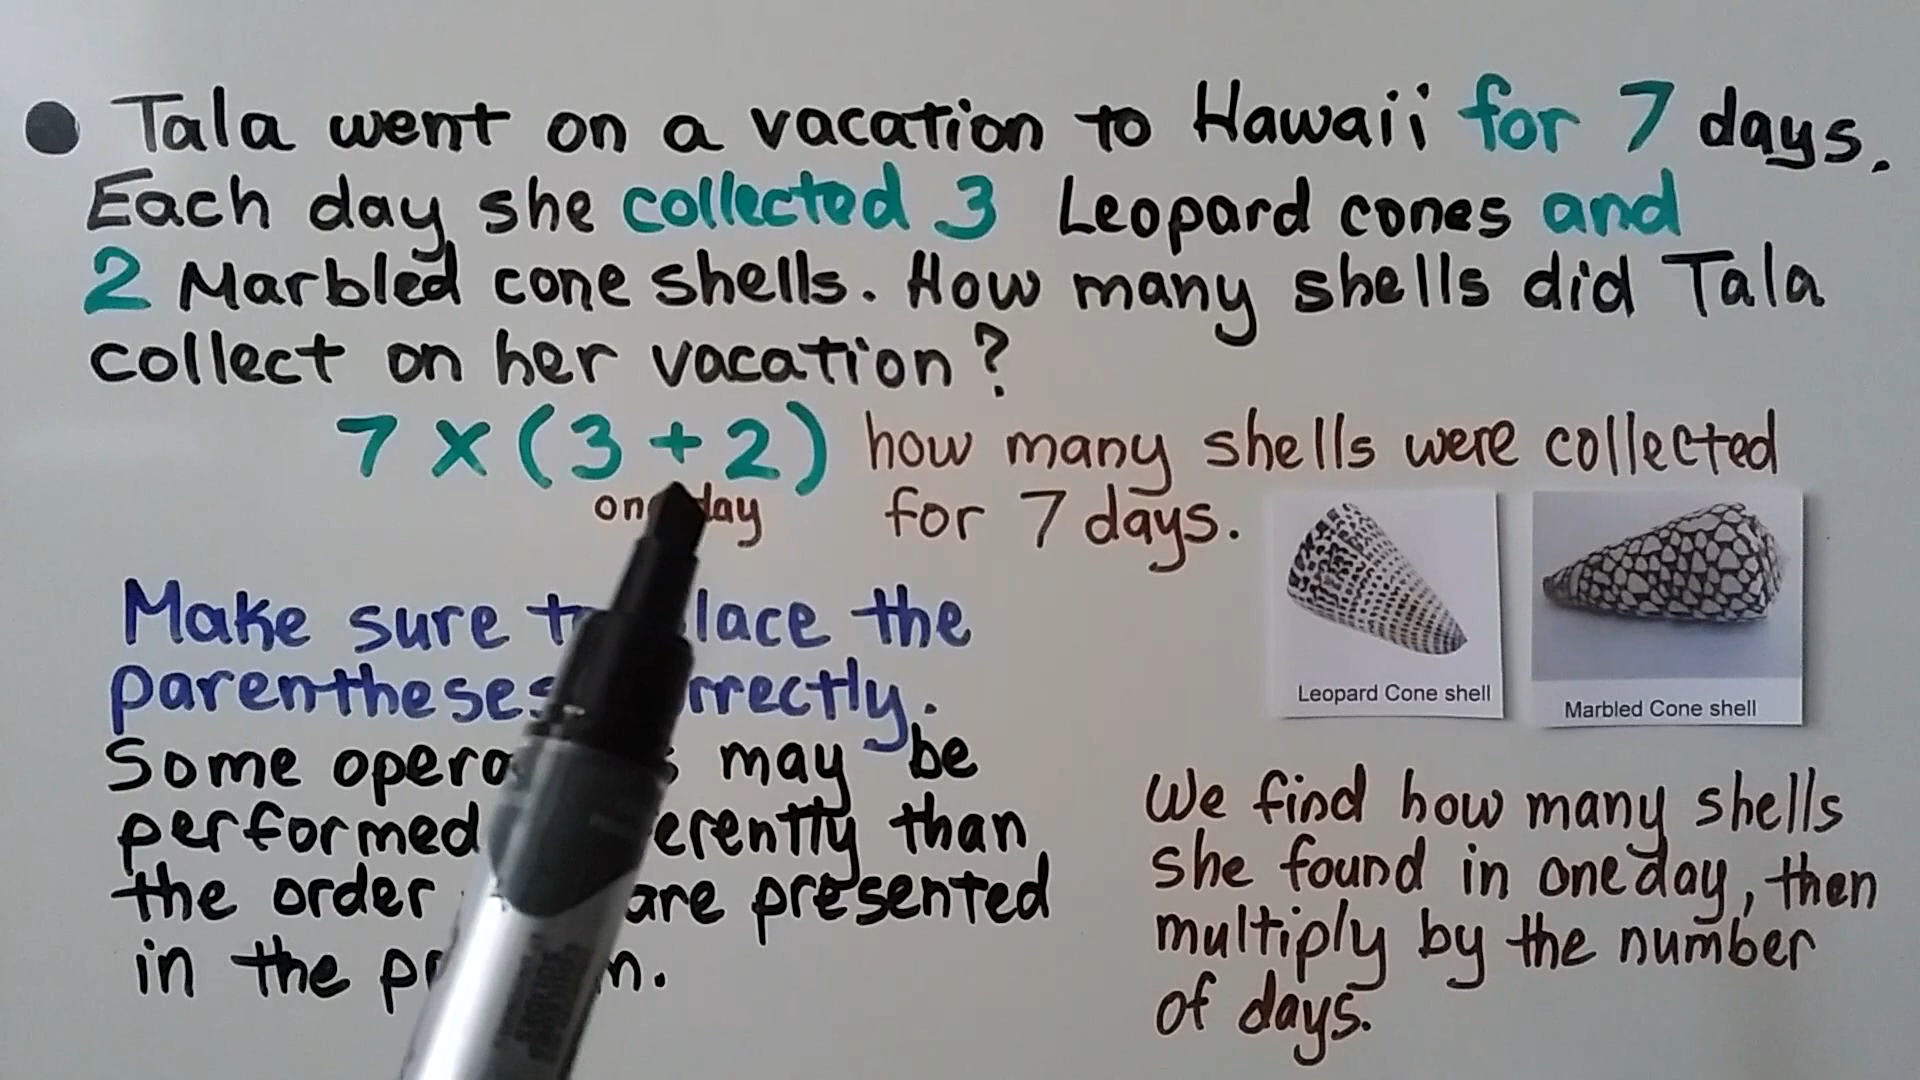 Tala went on a vacation to Hawaii for 7 days.
Each day she collected 3 Leopard cones and
2 Marbled cone shells. How many shells did Tala
collect on her vacation?
7 x (3 + 2) how many shells were collected
day for 7 days.
Make sure the
parentheses
Some may be
performed than
the order are presented
in the
Leopard Cone shell
Marbled Cone shell
We find how many shells
she found in one day, then
multiply by the number
of days.